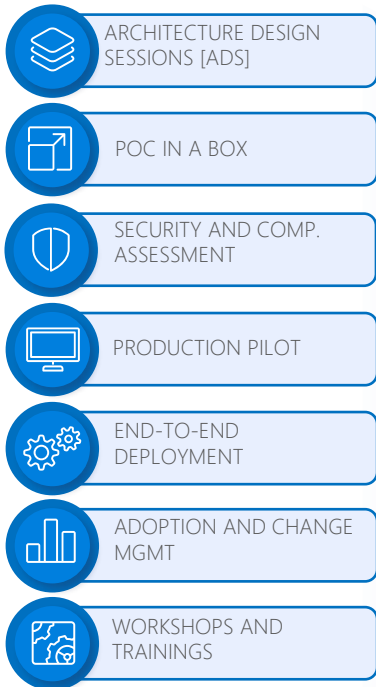 ARCHITECTURE DESIGN
SESSIONS [ADS]
POC IN A BOX
SECURITY AND COMP.
ASSESSMENT
PRODUCTION PILOT
END-TO-END
DEPLOYMENT
ADOPTION AND CHANGE
MGMT
WORKSHOPS AND
TRAININGS